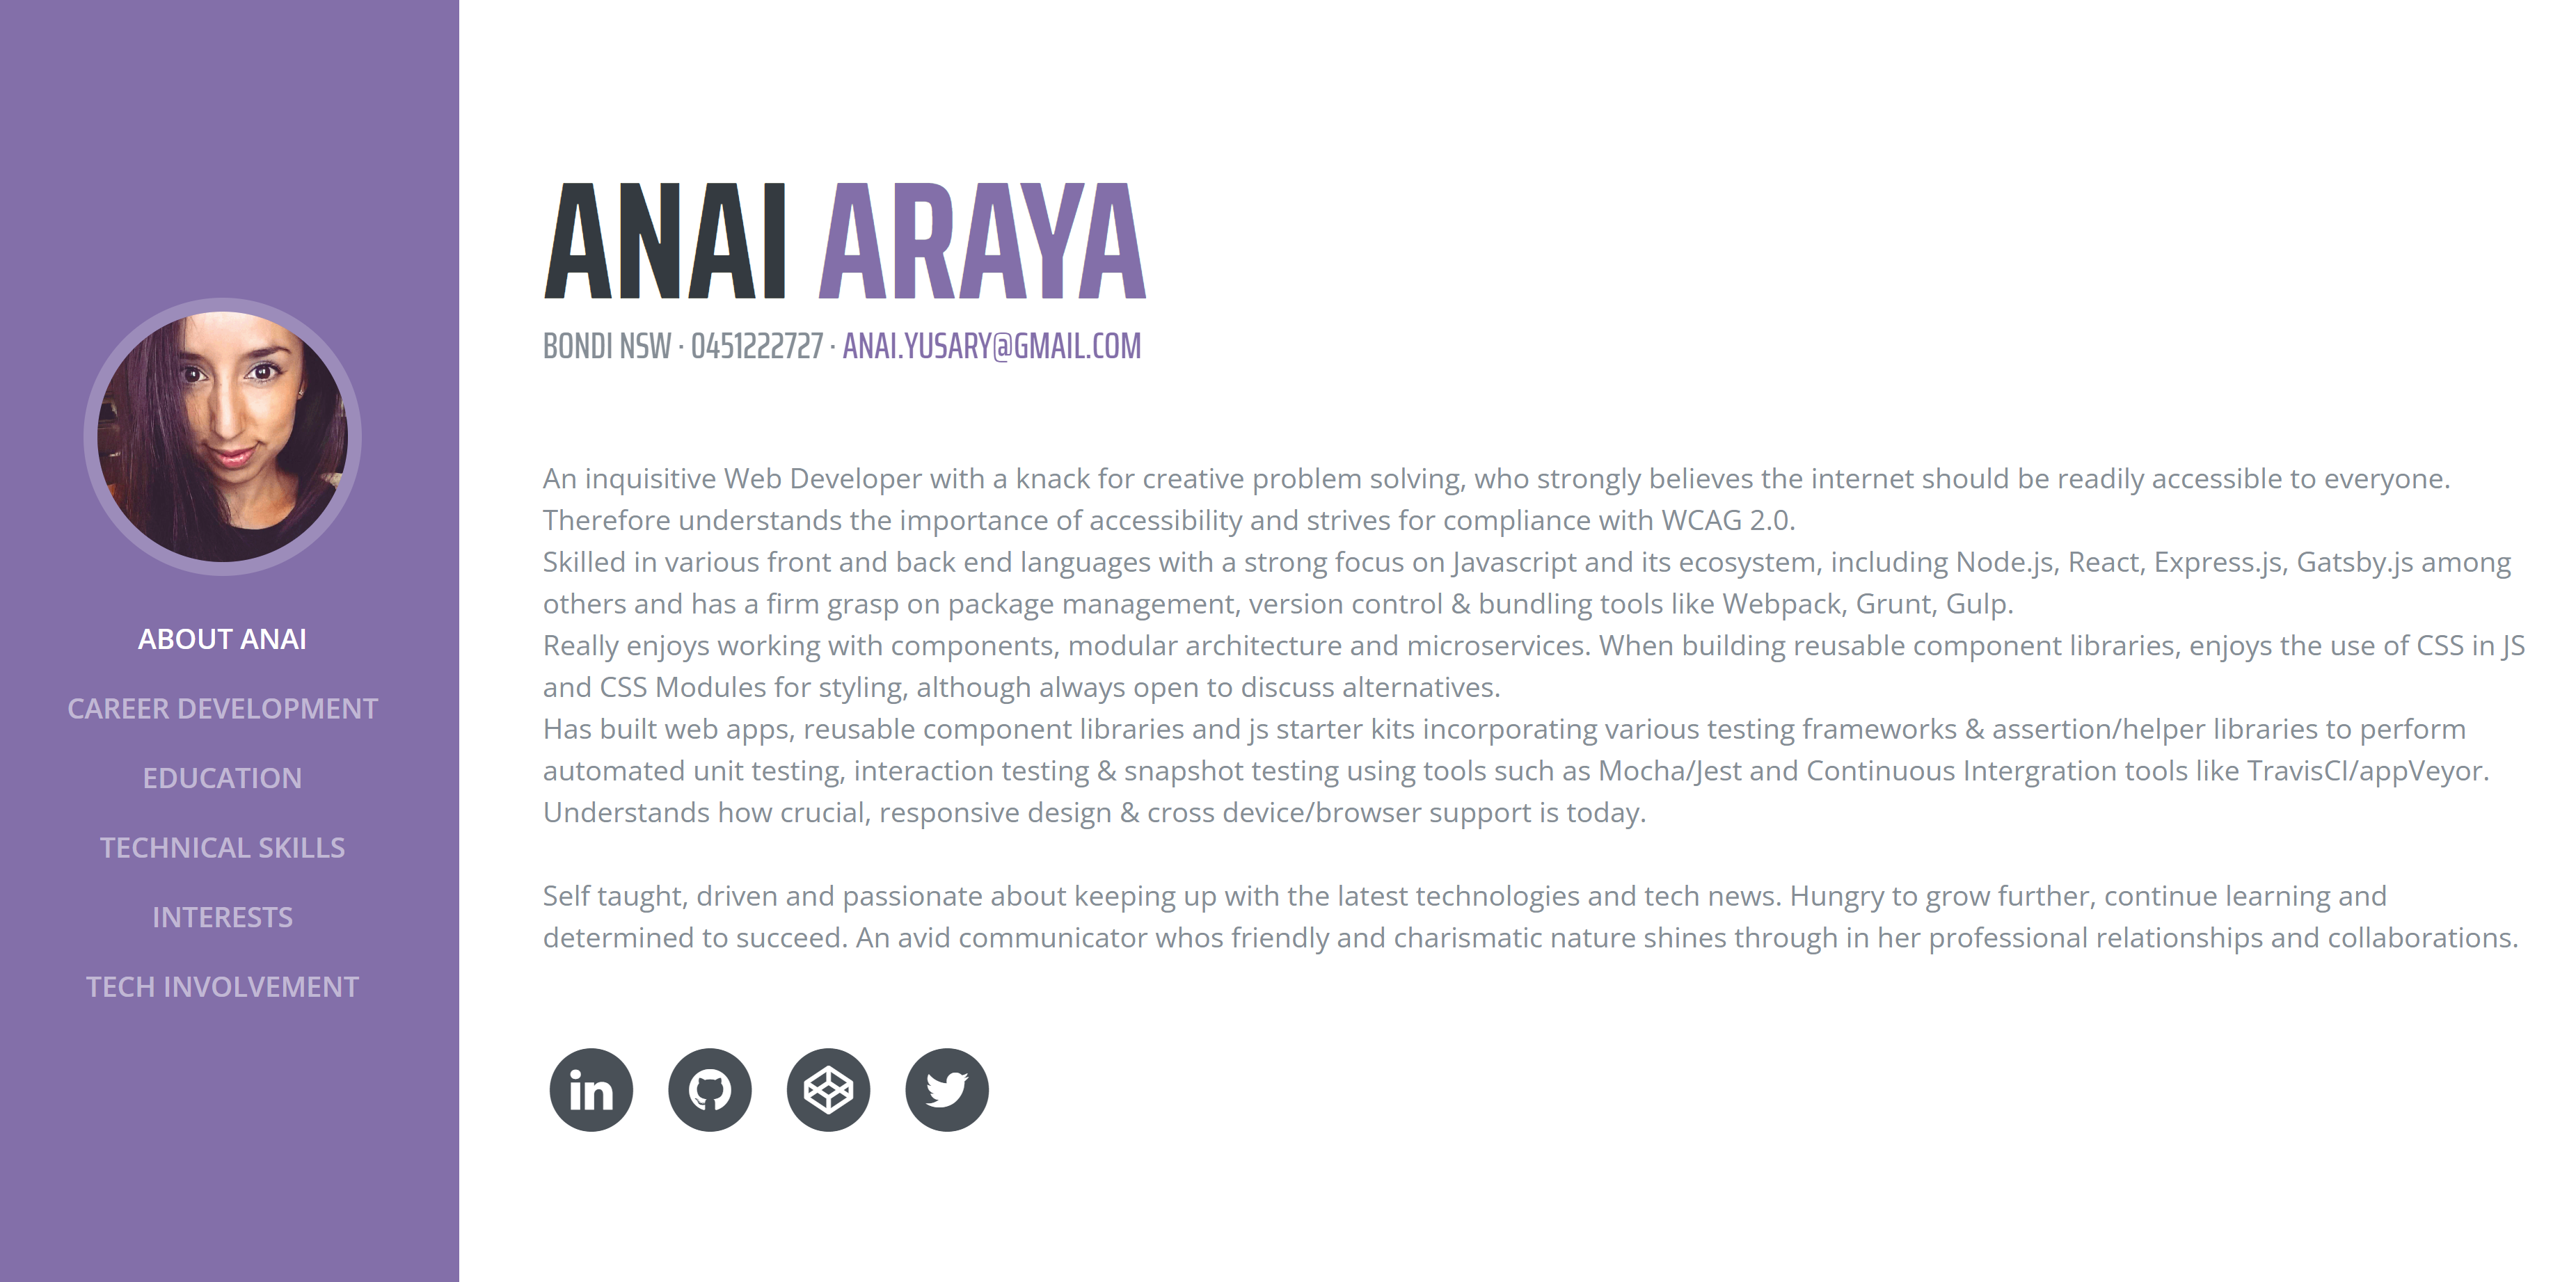 ABOUT ANAI
CAREER DEVELOPMENT
EDUCATION
TECHNICAL SKILLS
INTERESTS
TECH INVOLVEMENT
ANAI ARAYA
BONDI NSW · 0451222727 · ANAI.YUSARY@GMAIL.COM
An inquisitive Web Developer with a knack for creative problem solving, who strongly believes the internet should be readily accessible to everyone.
Therefore understands the importance of accessibility and strives for compliance with WCAG 2.0.
Skilled in various front and back end languages with a strong focus on Javascript and its ecosystem, including Node.js, React, Express.js, Gatsby.js among
others and has a firm grasp on package management, version control & bundling tools like Webpack, Grunt, Gulp.
Really enjoys working with components, modular architecture and microservices. When building reusable component libraries, enjoys the use of CSS in JS
and CSS Modules for styling, although always open to discuss alternatives.
Has built web apps, reusable component libraries and js starter kits incorporating various testing frameworks & assertion/helper libraries to perform
automated unit testing, interaction testing & snapshot testing using tools such as Mocha/Jest and Continuous Intergration tools like TravisCI/appVeyor.
Understands how crucial, responsive design & cross device/browser support is today.
Self taught, driven and passionate about keeping up with the latest technologies and tech news. Hungry to grow further, continue learning and
determined to succeed. An avid communicator whos friendly and charismatic nature shines through in her professional relationships and collaborations.
in